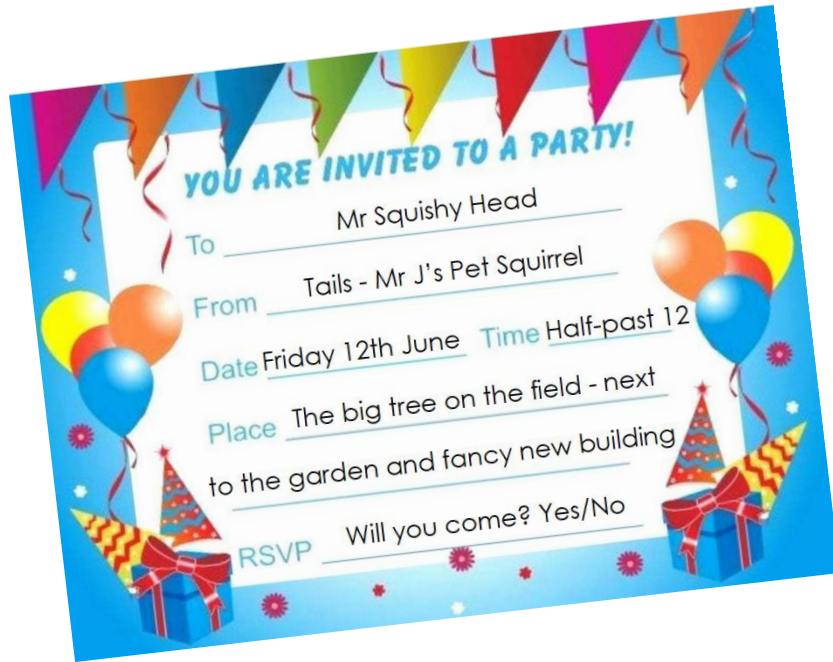 YOU ARE INVITED TO A PARTY!
To Mr Squishy Head
From Tails - Mr J's Pet Squirrel
Date Friday 12th June Time Half-past 12
Place The big tree on the field - next
to the garden and fancy new building
RSVP Will you come? Yes/No